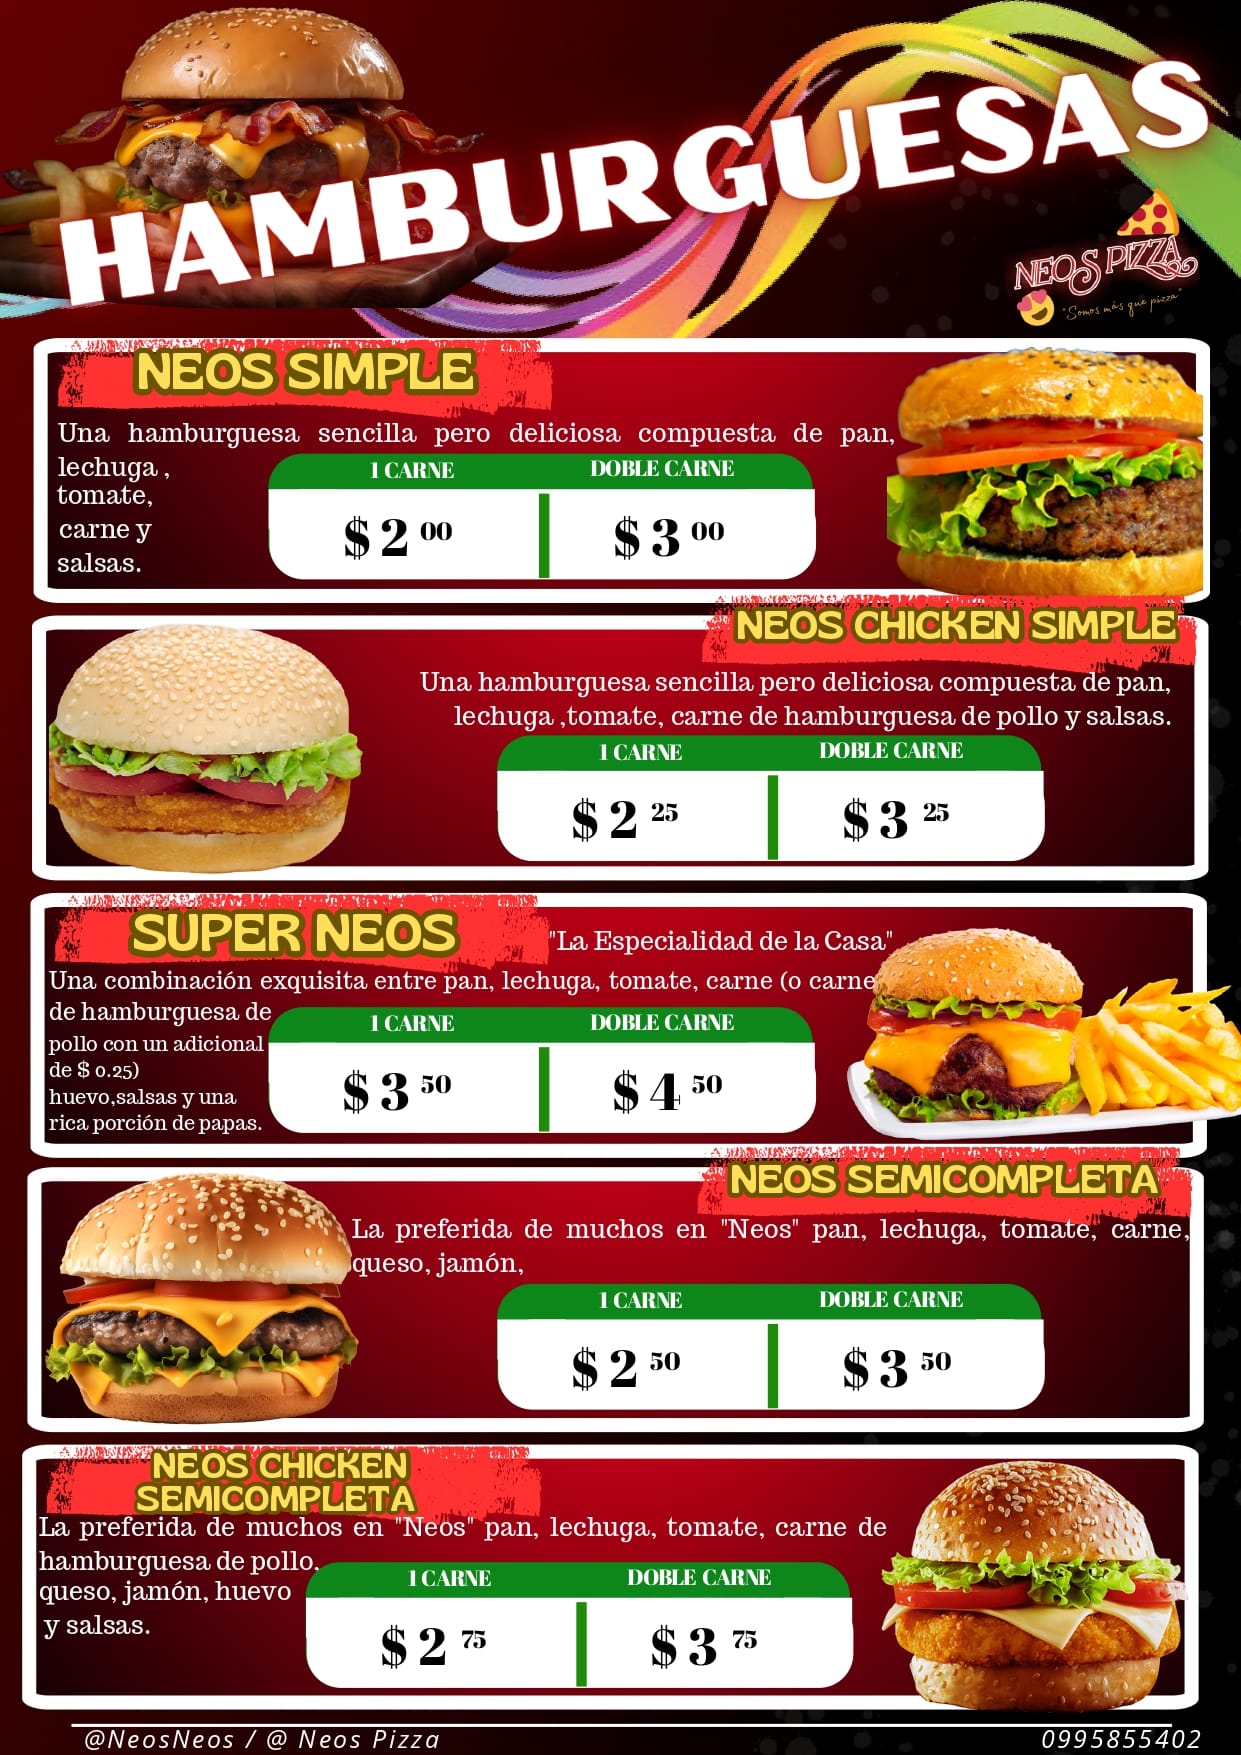 HAMBURGUESAS
NEOS PIZZA
"Somos más que pizza"
NEOS SIMPLE
Una hamburguesa sencilla pero deliciosa compuesta de pan,
lechuga ,
tomate,
carne y
salsas.
1 CARNE DOBLE CARNE
$ 2 00 $ 3 00
NEOS CHICKEN SIMPLE
Una hamburguesa sencilla pero deliciosa compuesta de pan,
lechuga ,tomate, carne de hamburguesa de pollo y salsas.
1 CARNE DOBLE CARNE
$ 2 25 $ 3 25
SUPER NEOS
"La Especialidad de la Casa"
Una combinación exquisita entre pan, lechuga, tomate, carne (o carne
de hamburguesa de
pollo con un adicional
de $ 0.25)
huevo,salsas y una
rica porción de papas.
1 CARNE DOBLE CARNE
$ 3 50 $ 4 50
NEOS SEMICOMPLETA
La preferida de muchos en "Neos" pan, lechuga, tomate, carne,
queso, jamón,
1 CARNE DOBLE CARNE
$ 2 50 $ 3 50
NEOS CHICKEN
SEMICOMPLETA
La preferida de muchos en "Neos" pan, lechuga, tomate, carne de
hamburguesa de pollo,
queso, jamón, huevo
y salsas.
1 CARNE DOBLE CARNE
$ 2 75 $ 3 75
@NeosNeos / @ Neos Pizza 0995855402